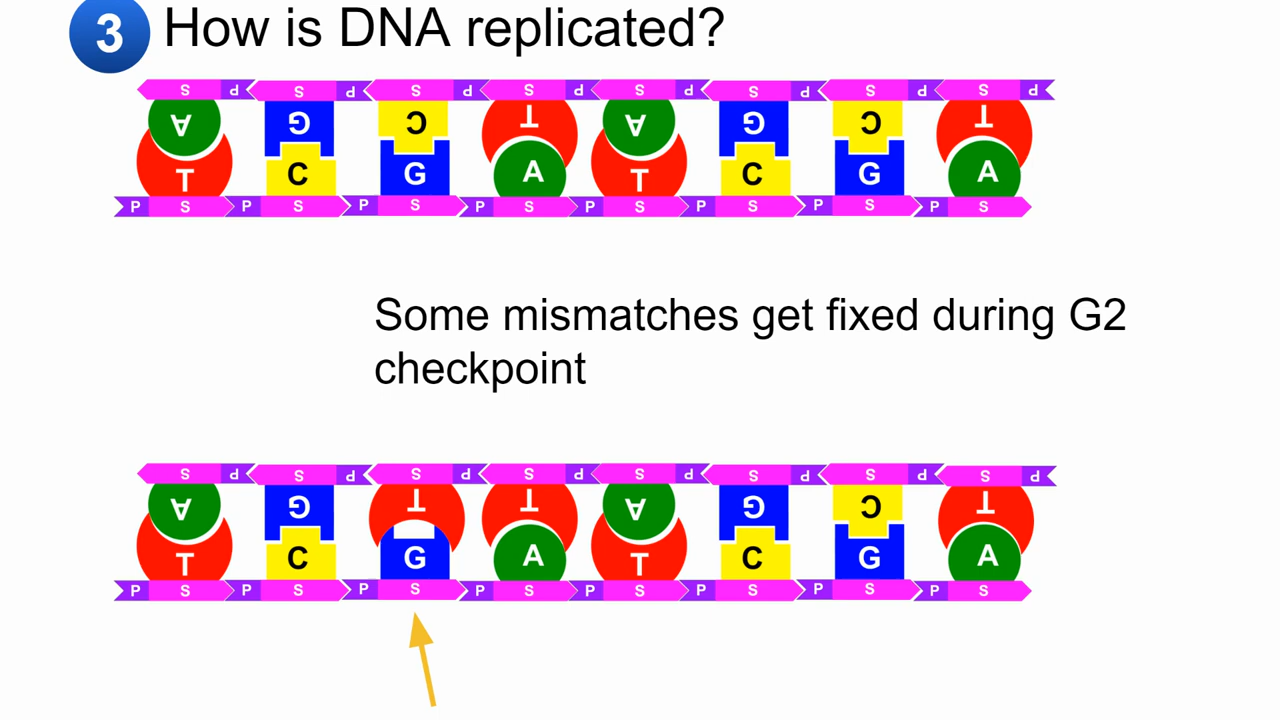 3 How is DNA replicated?
S P S P S P S P S P S P S P S P
A G C T A G C T
T C G A T C G A
P S P S P S P S P S P S P S P S
Some mismatches get fixed during G2
checkpoint
S P S P S P S P S P S P S P S P
A G T T A G C T
T C G A T C G A
P S P S P S P S P S P S P S P S